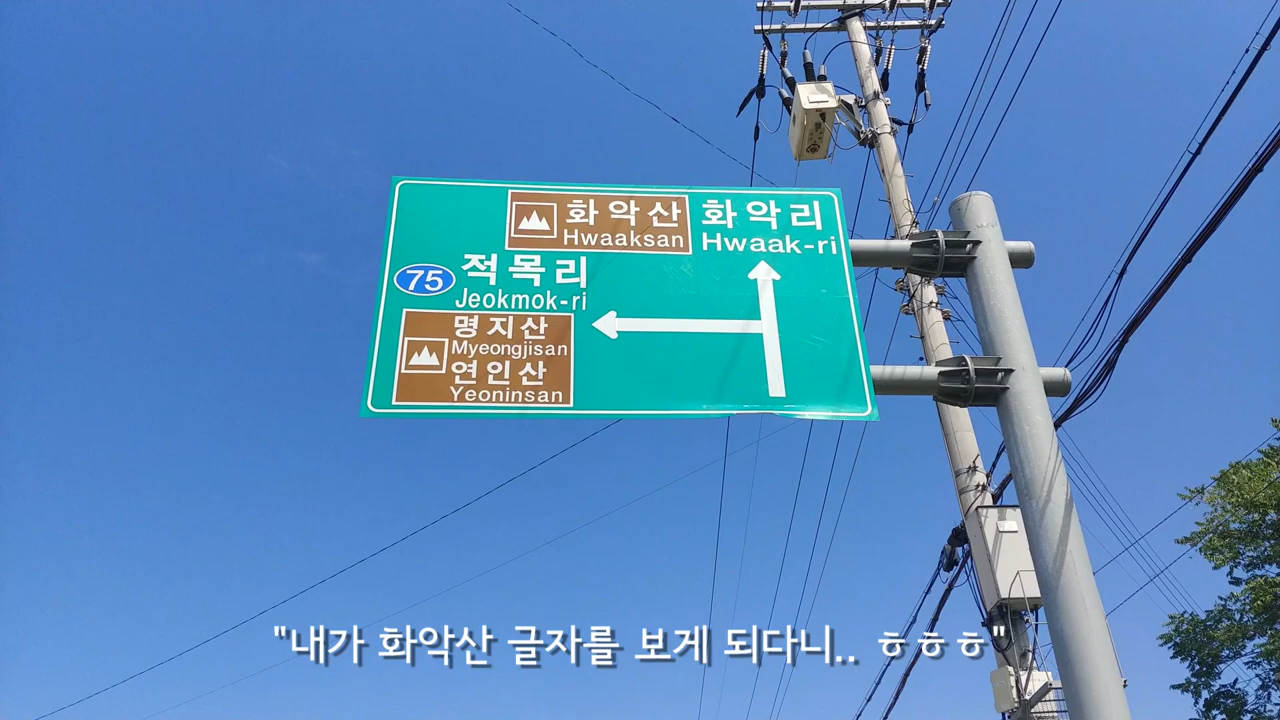 화악산
Hwaaksan
화악리
Hwaak-ri
75
적목리
Jeokmok-ri
명지산
Myeongjisan
연인산
Yeoninsan
"내가 화악산 글자를 보게 되다니.. ㅎㅎㅎ"